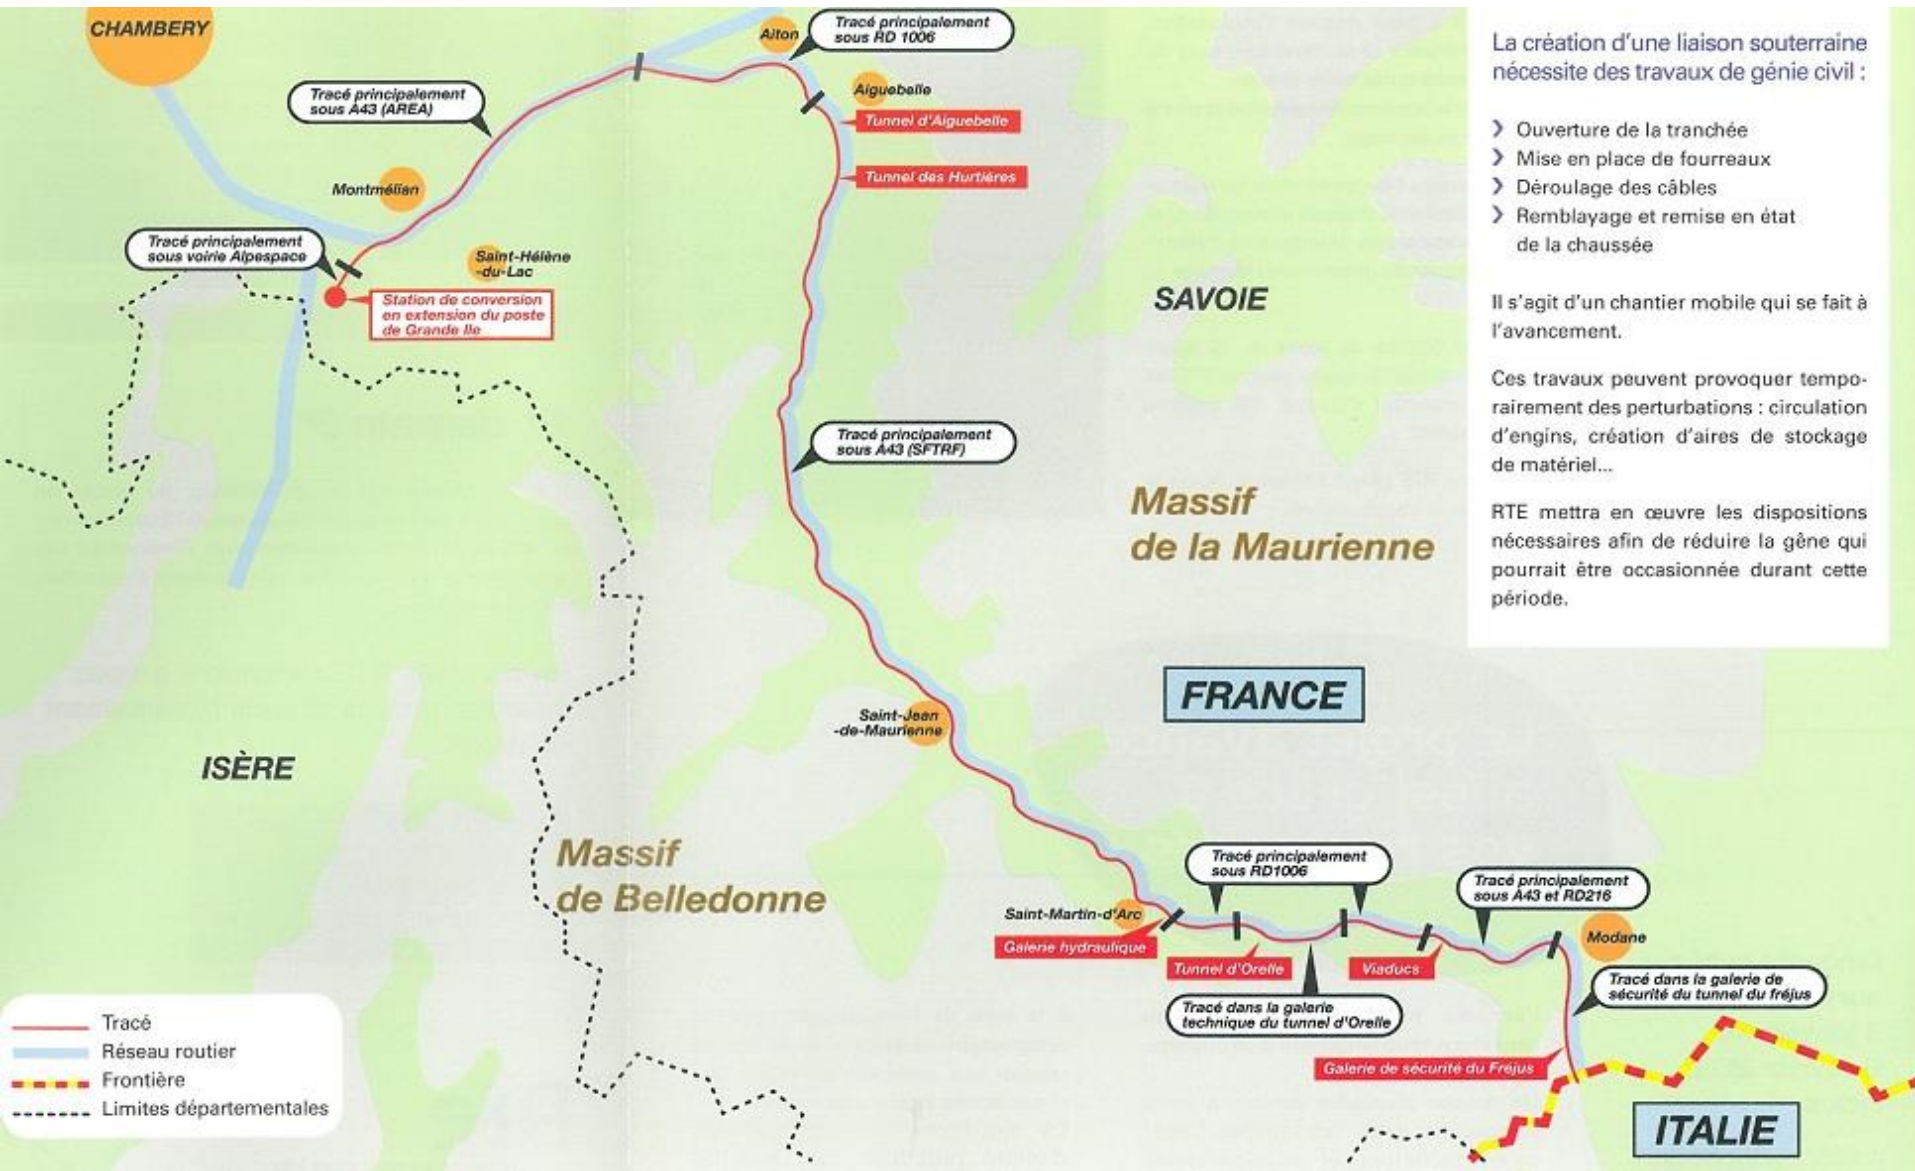 CHAMBERY
Aiton
Tracé principalement
sous RD 1006
Tracé principalement
sous A43 (AREA)
Aiguebelle
Tunnel d'Aiguebelle
Tunnel des Hurtières
Montmélian
Tracé principalement
sous voirie Alpespace
Saint-Hélène
-du-Lac
Station de conversion
en extension du poste
de Grande Ile
SAVOIE
Tracé principalement
sous A43 (SFTRF)
Massif
de la Maurienne
FRANCE
Saint-Jean
-de-Maurienne
ISÈRE
Massif
de Belledonne
Tracé principalement
sous RD1006
Tracé principalement
sous A43 et RD216
Saint-Martin-d'Arc
Galerie hydraulique
Tunnel d'Orelle
Viaducs
Modane
Tracé dans la galerie
technique du tunnel d'Orelle
Tracé dans la galerie de
sécurité du tunnel du fréjus
Galerie de sécurité du Fréjus
ITALIE
La création d'une liaison souterraine
nécessite des travaux de génie civil :
❯ Ouverture de la tranchée
❯ Mise en place de fourreaux
❯ Déroulage des câbles
❯ Remblayage et remise en état
de la chaussée
Il s'agit d'un chantier mobile qui se fait à
l'avancement.
Ces travaux peuvent provoquer tempo-
rairement des perturbations : circulation
d'engins, création d'aires de stockage
de matériel...
RTE mettra en œuvre les dispositions
nécessaires afin de réduire la gêne qui
pourrait être occasionnée durant cette
période.
Tracé
Réseau routier
Frontière
Limites départementales